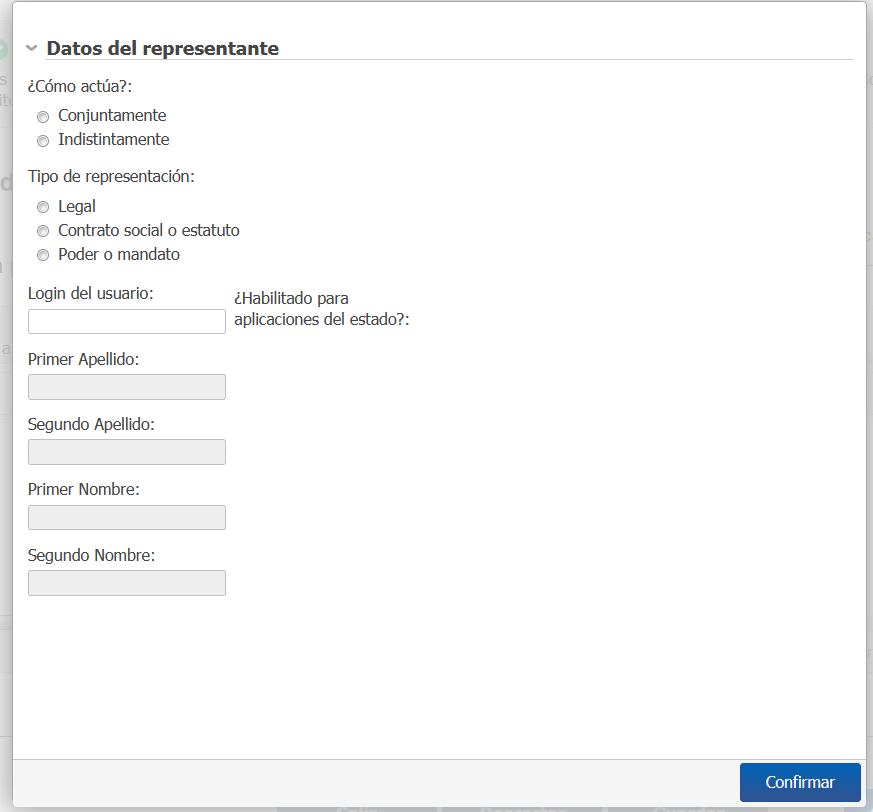 Datos del representante
¿Cómo actúa?:
Conjuntamente
Indistintamente
Tipo de representación:
Legal
Contrato social o estatuto
Poder o mandato
Login del usuario:
¿Habilitado para
aplicaciones del estado?:
Primer Apellido:
Segundo Apellido:
Primer Nombre:
Segundo Nombre:
Confirmar